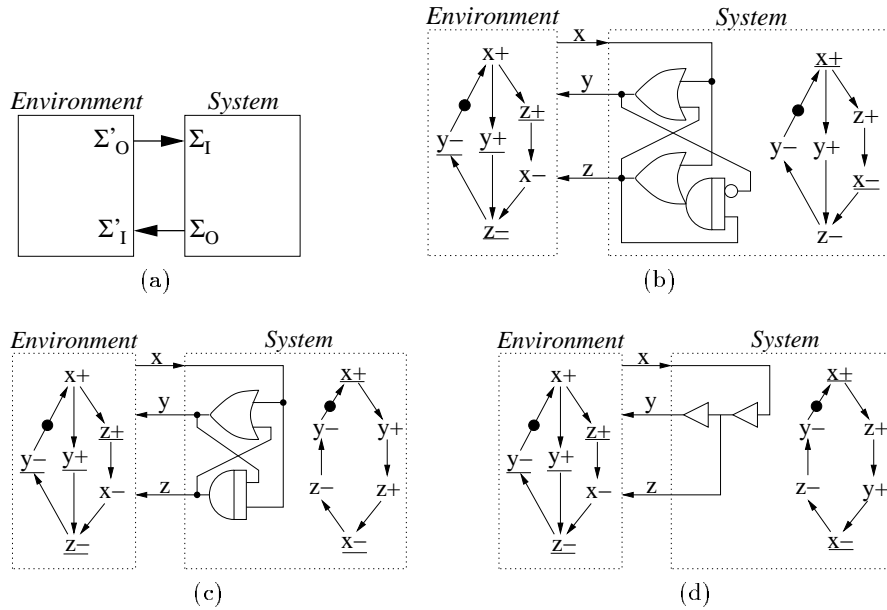 Environment System
Σ'O ΣI
Σ'I ΣO
(a)
Environment System
x
y
z
x+
z+
y− y+
x−
z−
x+
z+
y− y+
x−
z−
(b)
Environment System
x
y
z
x+
z+
y− y+
x−
z−
x+
y− y+
z− z+
x−
(c)
Environment System
x
y
z
x+
z+
y− y+
x−
z−
x+
y− z+
z− y+
x−
(d)